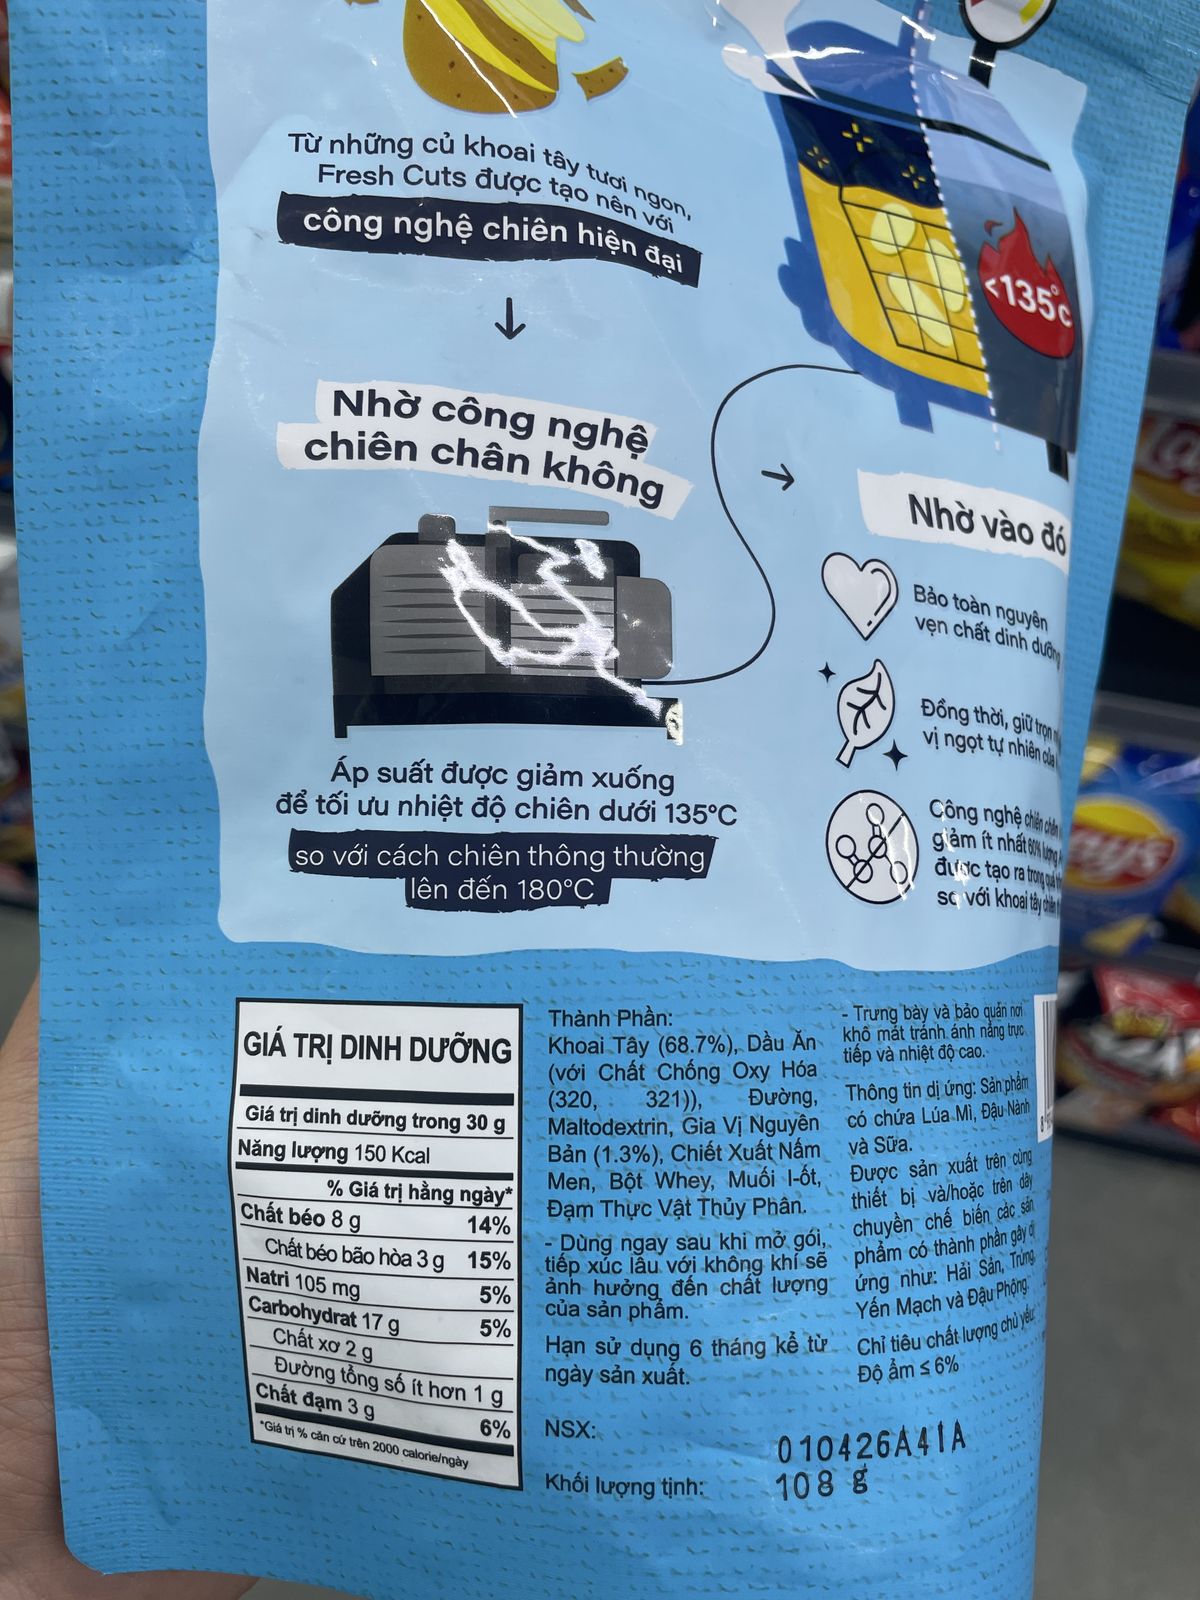 Từ những củ khoai tây tươi ngon,
Fresh Cuts được tạo nên với
công nghệ chiên hiện đại
<135°C
Nhờ công nghệ
chiên chân không
Áp suất được giảm xuống
để tối ưu nhiệt độ chiên dưới 135°C
so với cách chiên thông thường
lên đến 180°C
Nhờ vào đó
Bảo toàn nguyên
vẹn chất dinh dưỡng
Đồng thời, giữ trọn
vị ngọt tự nhiên của
Công nghệ chiên chân
giảm ít nhất 60% lượng
được tạo ra trong quá
so với khoai tây chiên
GIÁ TRỊ DINH DƯỠNG
Giá trị dinh dưỡng trong 30 g
Năng lượng 150 Kcal
% Giá trị hằng ngày*
Chất béo 8 g 14%
Chất béo bão hòa 3 g 15%
Natri 105 mg 5%
Carbohydrat 17 g 5%
Chất xơ 2 g
Đường tổng số ít hơn 1 g
Chất đạm 3 g 6%
*Giá trị % căn cứ trên 2000 calorie/ngày
Thành Phần:
Khoai Tây (68.7%), Dầu Ăn
(với Chất Chống Oxy Hóa
(320, 321)), Đường,
Maltodextrin, Gia Vị Nguyên
Bản (1.3%), Chiết Xuất Nấm
Men, Bột Whey, Muối I-ốt,
Đạm Thực Vật Thủy Phân.
- Dùng ngay sau khi mở gói,
tiếp xúc lâu với không khí sẽ
ảnh hưởng đến chất lượng
của sản phẩm.
Hạn sử dụng 6 tháng kể từ
ngày sản xuất.
NSX: 010426A41A
Khối lượng tịnh: 108 g
- Trưng bày và bảo quản nơi
khô mát tránh ánh nắng trực
tiếp và nhiệt độ cao.
Thông tin dị ứng: Sản phẩm
có chứa Lúa Mì, Đậu Nành
và Sữa.
Được sản xuất trên cùng
thiết bị và/hoặc trên dây
chuyền chế biến các sản
phẩm có thành phần gây dị
ứng như: Hải Sản, Trứng,
Yến Mạch và Đậu Phộng.
Chỉ tiêu chất lượng chủ yếu:
Độ ẩm ≤ 6%